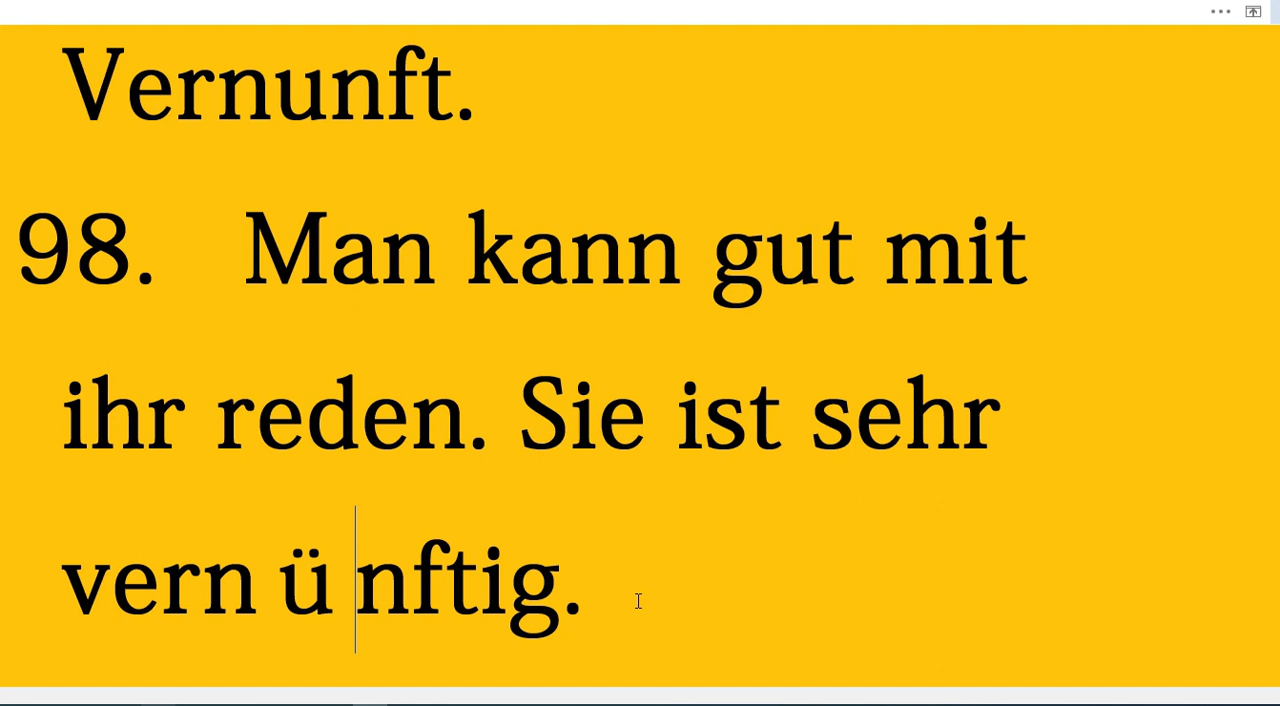 Vernunft.
98. Man kann gut mit
ihr reden. Sie ist sehr
vern ü nftig.